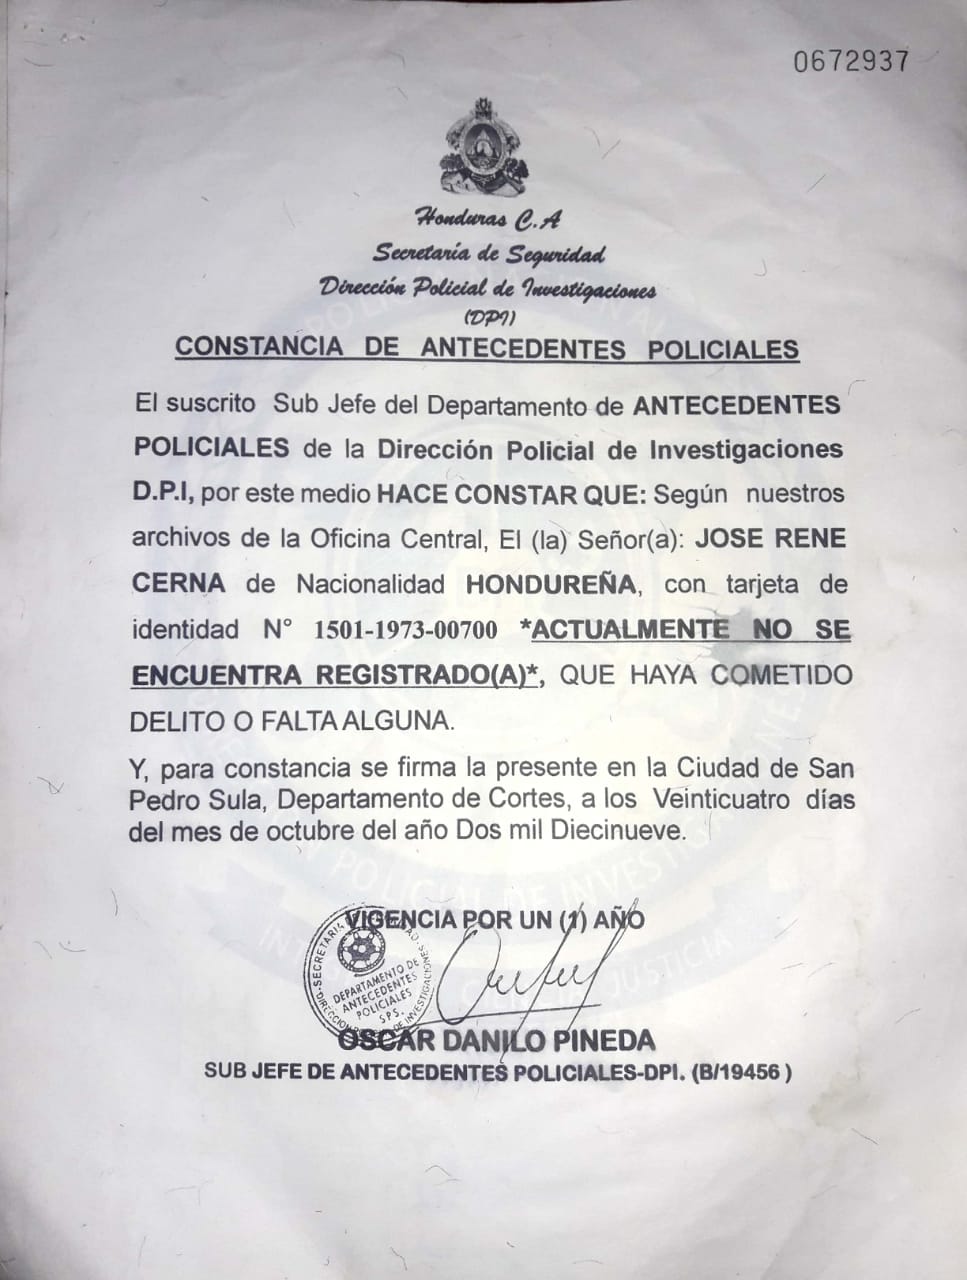 0672937
Honduras C.A
Secretaría de Seguridad
Dirección Policial de Investigaciones
(DPI)
CONSTANCIA DE ANTECEDENTES POLICIALES
El suscrito Sub Jefe del Departamento de ANTECEDENTES
POLICIALES de la Dirección Policial de Investigaciones
D.P.I, por este medio HACE CONSTAR QUE: Según nuestros
archivos de la Oficina Central, El (la) Señor(a): JOSE RENE
CERNA de Nacionalidad HONDUREÑA, con tarjeta de
identidad N° 1501-1973-00700 *ACTUALMENTE NO SE
ENCUENTRA REGISTRADO(A)*, QUE HAYA COMETIDO
DELITO O FALTA ALGUNA.
Y, para constancia se firma la presente en la Ciudad de San
Pedro Sula, Departamento de Cortes, a los Veinticuatro días
del mes de octubre del año Dos mil Diecinueve.
VIGENCIA POR UN (1) AÑO
DEPARTAMENTO DE
ANTECEDENTES
POLICIALES
SPS.
OSCAR DANILO PINEDA
SUB JEFE DE ANTECEDENTES POLICIALES-DPI. (B/19456 )